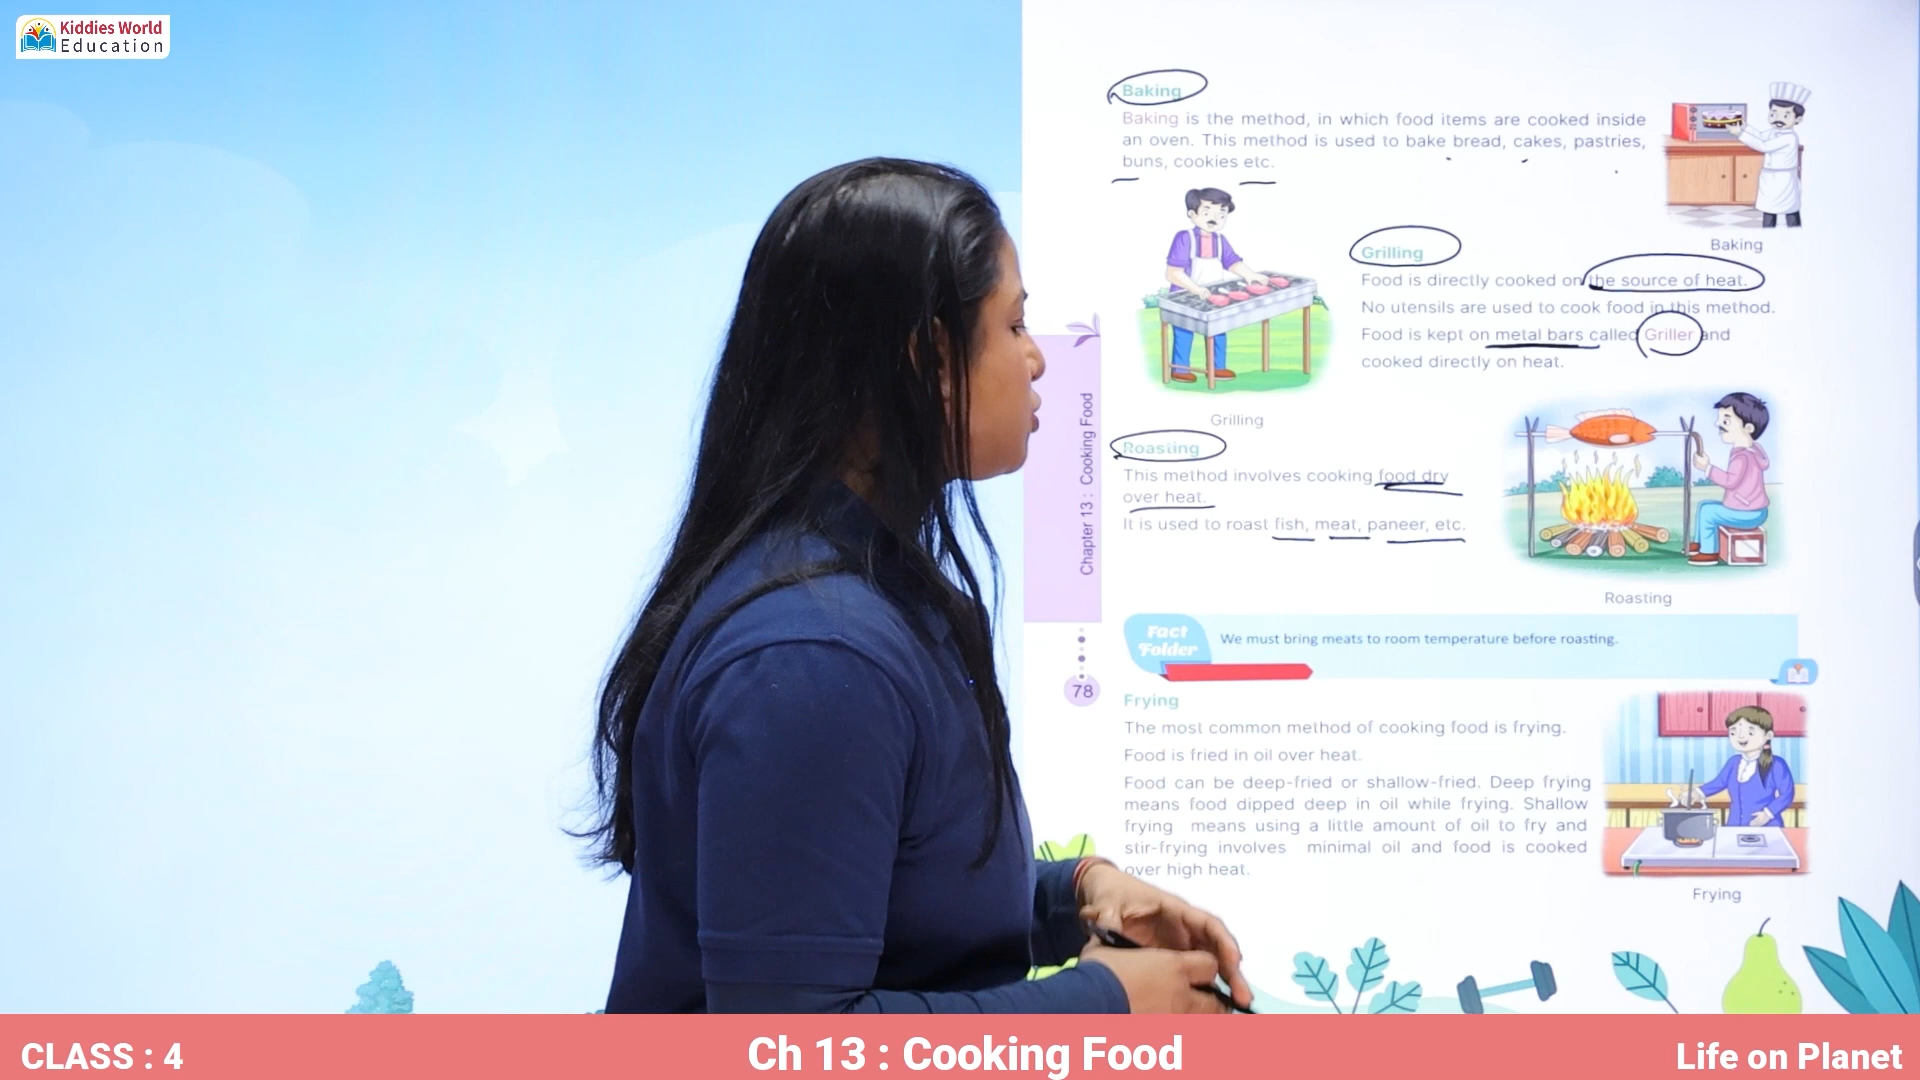 Kiddies World
Education
Baking
Baking is the method, in which food items are cooked inside
an oven. This method is used to bake bread, cakes, pastries,
buns, cookies etc.
Baking
Grilling
Food is directly cooked on the source of heat.
No utensils are used to cook food in this method.
Food is kept on metal bars called Griller and
cooked directly on heat.
Grilling
Roasting
This method involves cooking food dry
over heat.
It is used to roast fish, meat, paneer, etc.
Roasting
Chapter 13 : Cooking Food
78
Fact
Folder
We must bring meats to room temperature before roasting.
Frying
The most common method of cooking food is frying.
Food is fried in oil over heat.
Food can be deep-fried or shallow-fried. Deep frying
means food dipped deep in oil while frying. Shallow
frying means using a little amount of oil to fry and
stir-frying involves minimal oil and food is cooked
over high heat.
Frying
CLASS : 4
Ch 13 : Cooking Food
Life on Planet